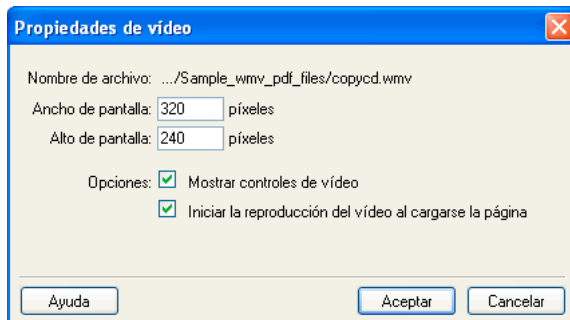 Propiedades de vídeo
Nombre de archivo: .../Sample_wmv_pdf_files/copycd.wmv
Ancho de pantalla: 320 píxeles
Alto de pantalla: 240 píxeles
Opciones: Mostrar controles de vídeo
Iniciar la reproducción del vídeo al cargarse la página
Ayuda Aceptar Cancelar